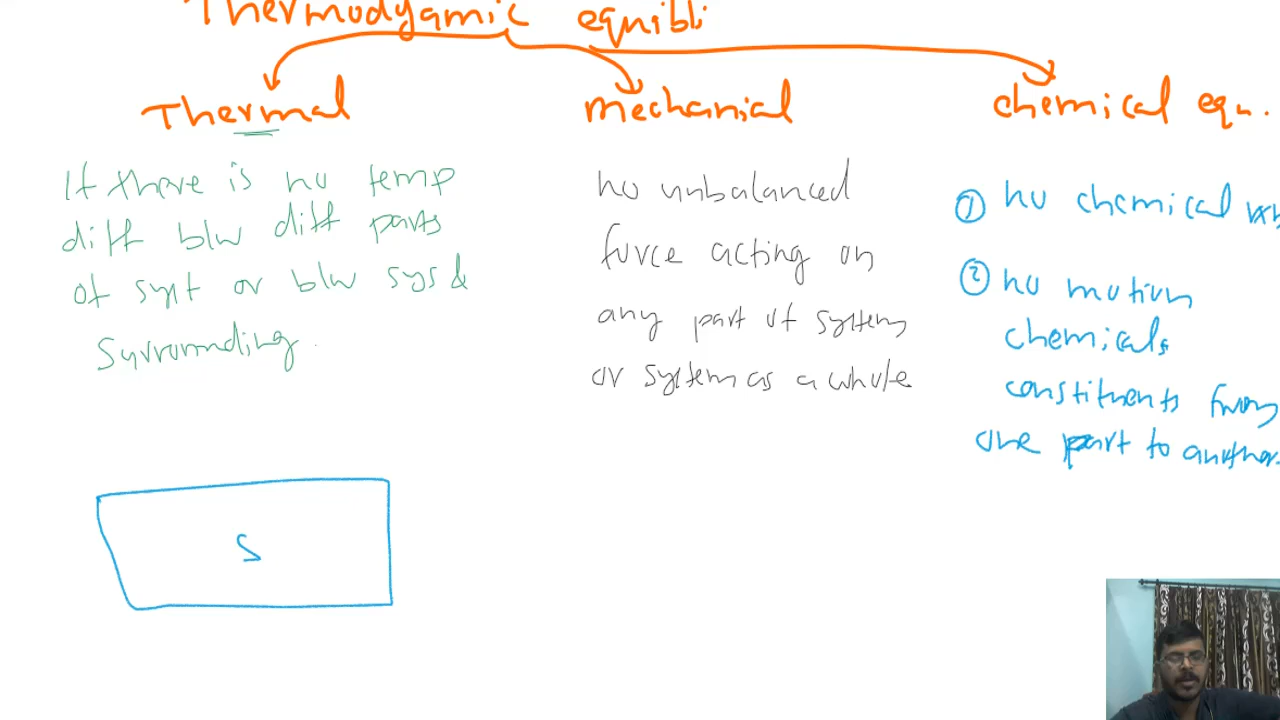 Thermodyamic equibli
Thermal
mechanial
chemical equ.
If there is no temp
diff b/w diff parts
of syst or b/w sys &
Surrounding.
no unbalanced
force acting on
any part of system
or system as a whole
① no chemical
② no motion
chemicals
constituents from
one part to another
S